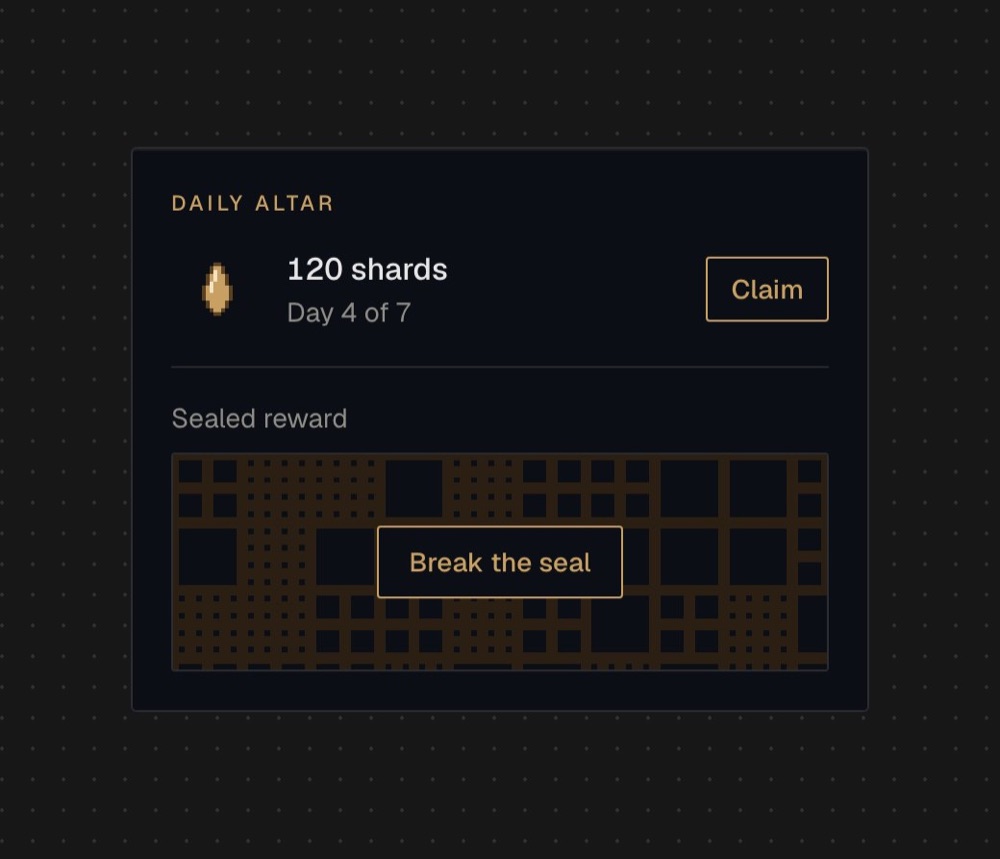 DAILY ALTAR
120 shards
Day 4 of 7
Claim
Sealed reward
Break the seal